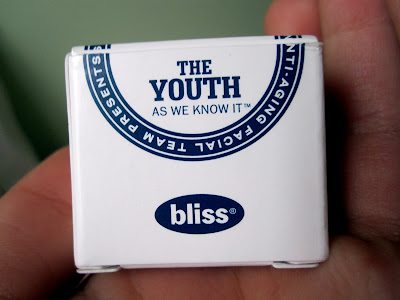 THE
YOUTH
AS WE KNOW IT™
ANTI-AGING FACIAL TEAM PRESENTS
bliss®